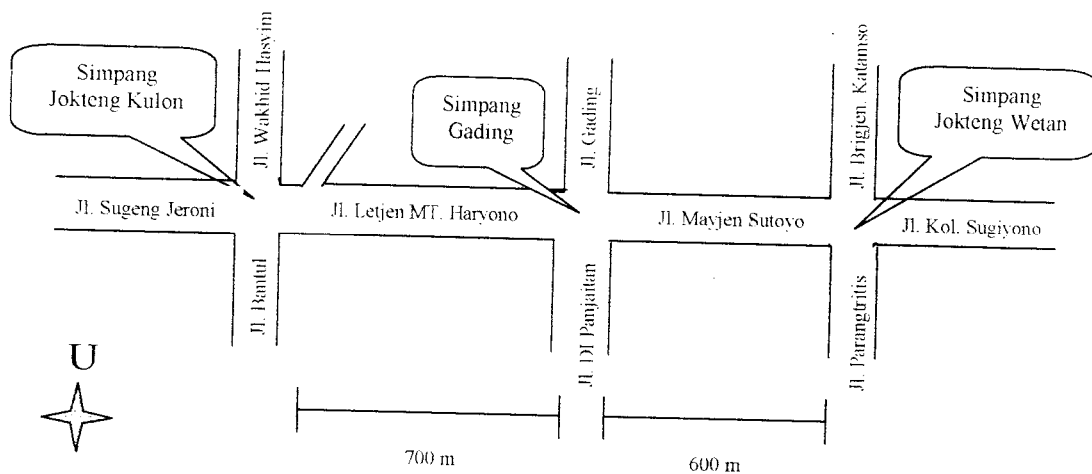 Simpang
Jokteng Kulon
Jl. Wakhid Hasyim
Simpang
Gading
Jl. Gading
Jl. Brigjen. Katamso
Simpang
Jokteng Wetan
Jl. Sugeng Jeroni
Jl. Letjen MT. Haryono
Jl. Mayjen Sutoyo
Jl. Kol. Sugiyono
Jl. Bantul
Jl. DI Panjaitan
Jl. Parangtritis
U
700 m
600 m